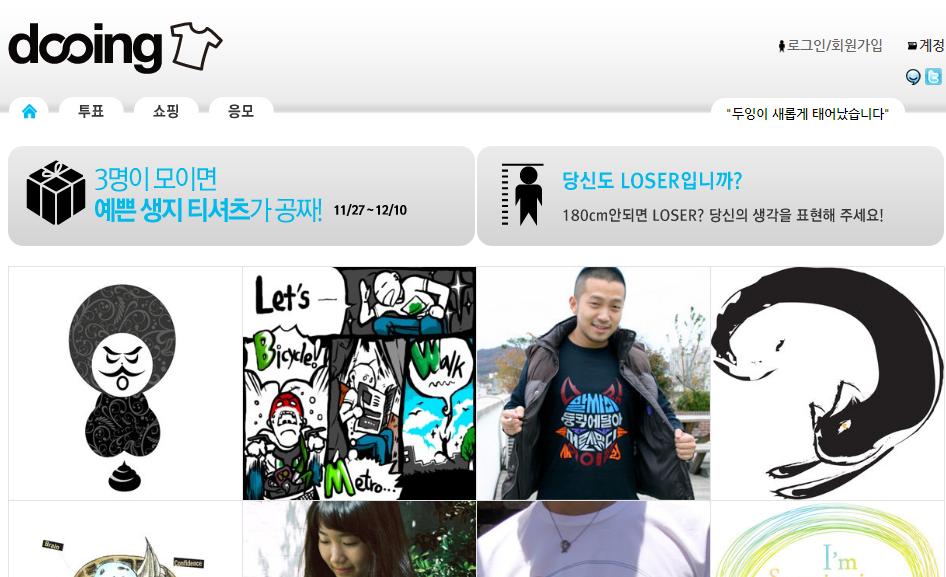 dooing
로그인/회원가입
계정
투표
쇼핑
응모
"두잉이 새롭게 태어났습니다"
3명이 모이면
예쁜 생지 티셔츠가 공짜! 11/27~12/10
당신도 LOSER입니까?
180cm안되면 LOSER? 당신의 생각을 표현해 주세요!
Let's
Bicycle!
Walk
Metro...
Brain
Confidence
I'm